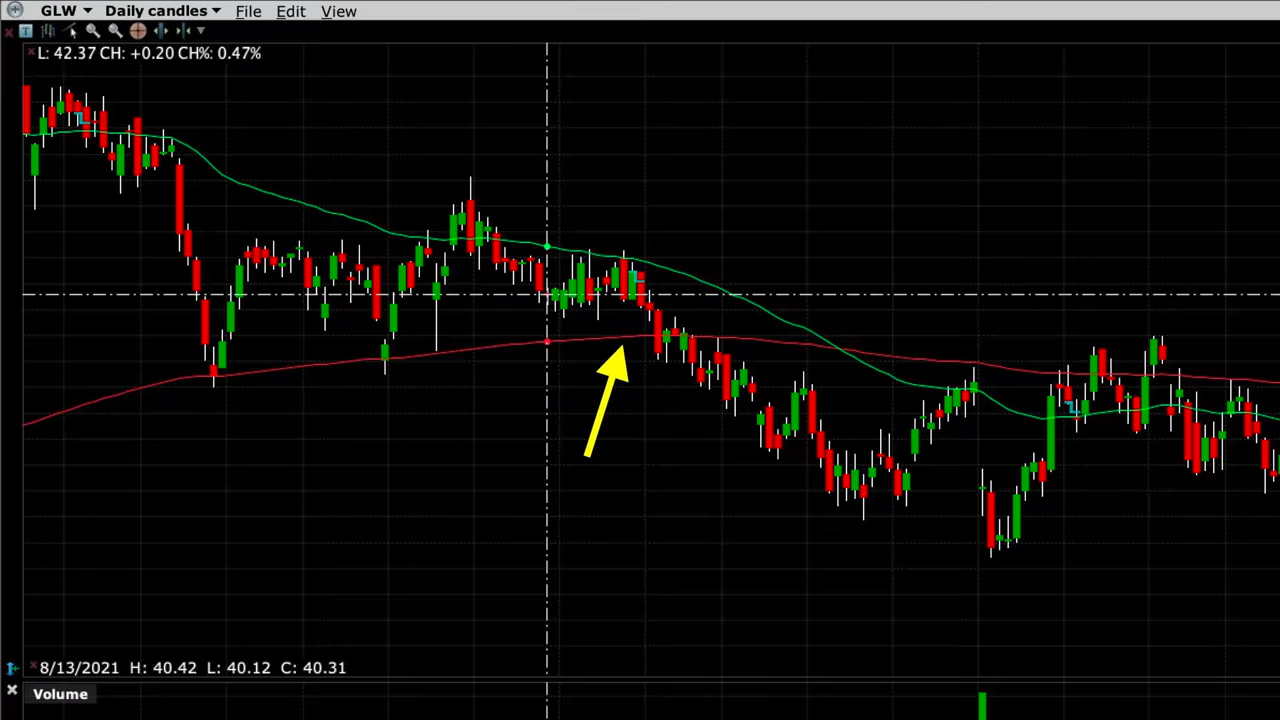 GLW Daily candles File Edit View
T
L: 42.37 CH: +0.20 CH%: 0.47%
8/13/2021 H: 40.42 L: 40.12 C: 40.31
Volume